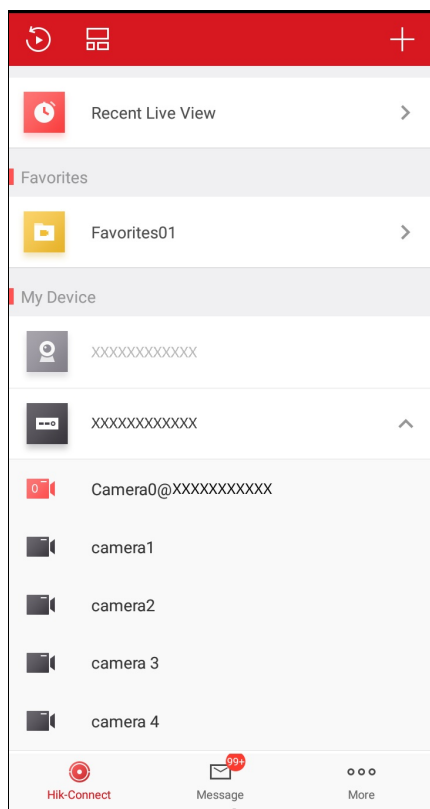 Recent Live View
Favorites
Favorites01
My Device
XXXXXXXXXXXX
XXXXXXXXXXXX
0
Camera0@XXXXXXXXXXX
camera1
camera2
camera 3
camera 4
99+
Hik-Connect
Message
More